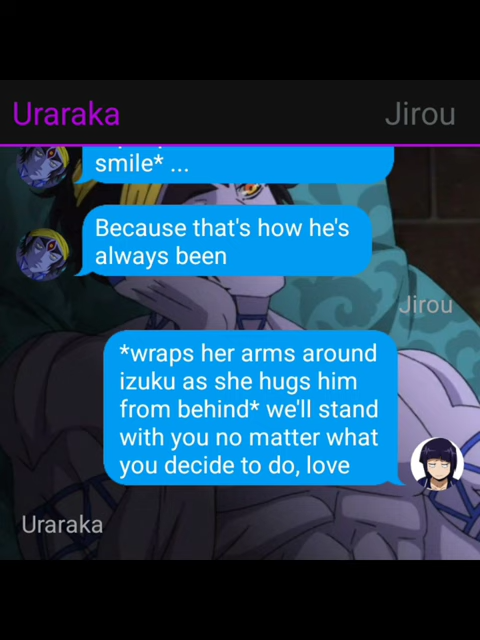 Uraraka
Jirou
smile* ...
Because that's how he's
always been
Jirou
*wraps her arms around
izuku as she hugs him
from behind* we'll stand
with you no matter what
you decide to do, love
Uraraka